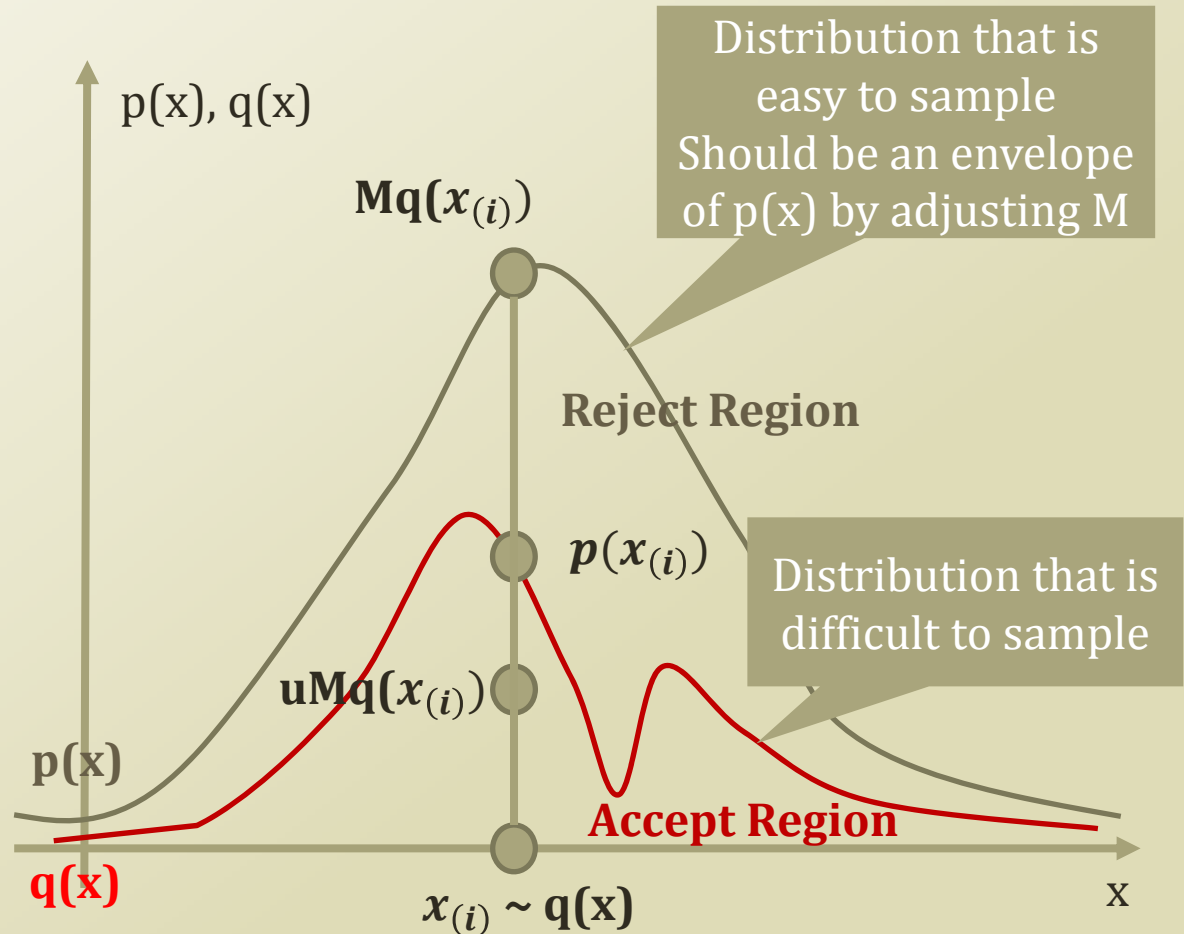 Distribution that is
easy to sample
Should be an envelope
of p(x) by adjusting M
p(x), q(x)
Mq(x₍ᵢ₎)
Reject Region
p(x₍ᵢ₎)
Distribution that is
difficult to sample
uMq(x₍ᵢ₎)
p(x)
Accept Region
q(x)
x₍ᵢ₎ ~ q(x)
x